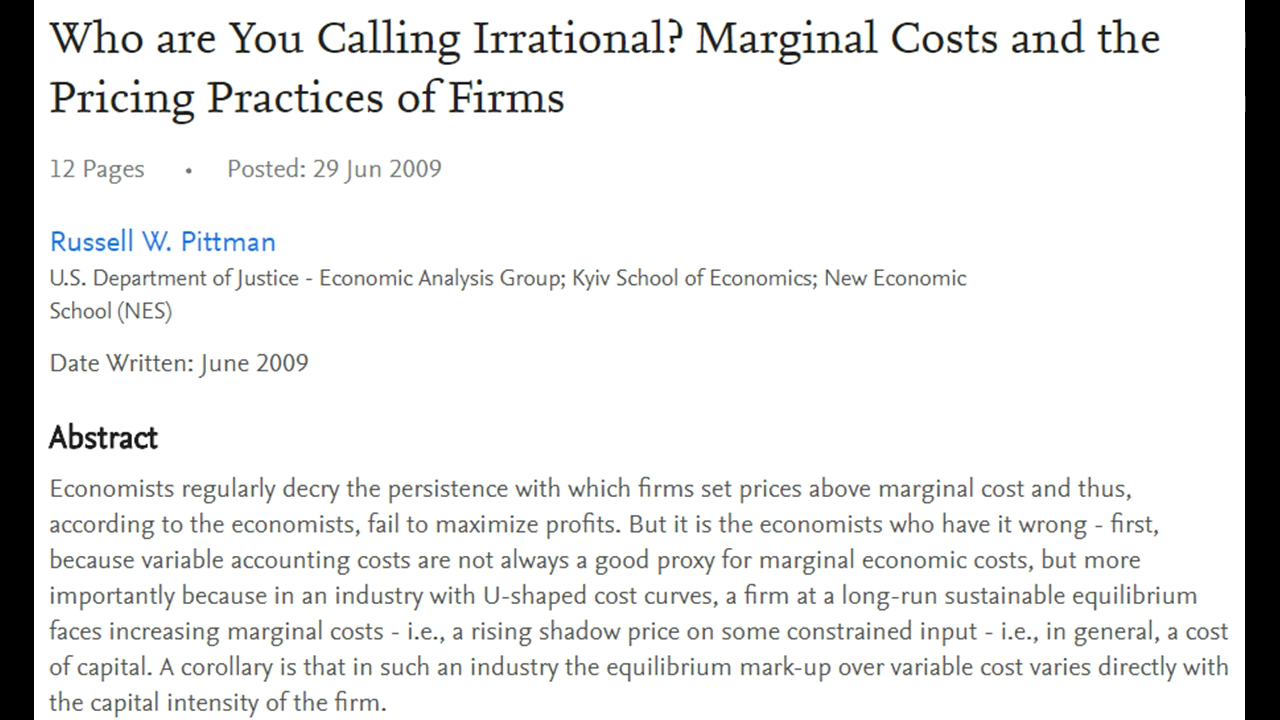 Who are You Calling Irrational? Marginal Costs and the
Pricing Practices of Firms
12 Pages • Posted: 29 Jun 2009
Russell W. Pittman
U.S. Department of Justice - Economic Analysis Group; Kyiv School of Economics; New Economic
School (NES)
Date Written: June 2009
Abstract
Economists regularly decry the persistence with which firms set prices above marginal cost and thus,
according to the economists, fail to maximize profits. But it is the economists who have it wrong - first,
because variable accounting costs are not always a good proxy for marginal economic costs, but more
importantly because in an industry with U-shaped cost curves, a firm at a long-run sustainable equilibrium
faces increasing marginal costs - i.e., a rising shadow price on some constrained input - i.e., in general, a cost
of capital. A corollary is that in such an industry the equilibrium mark-up over variable cost varies directly with
the capital intensity of the firm.